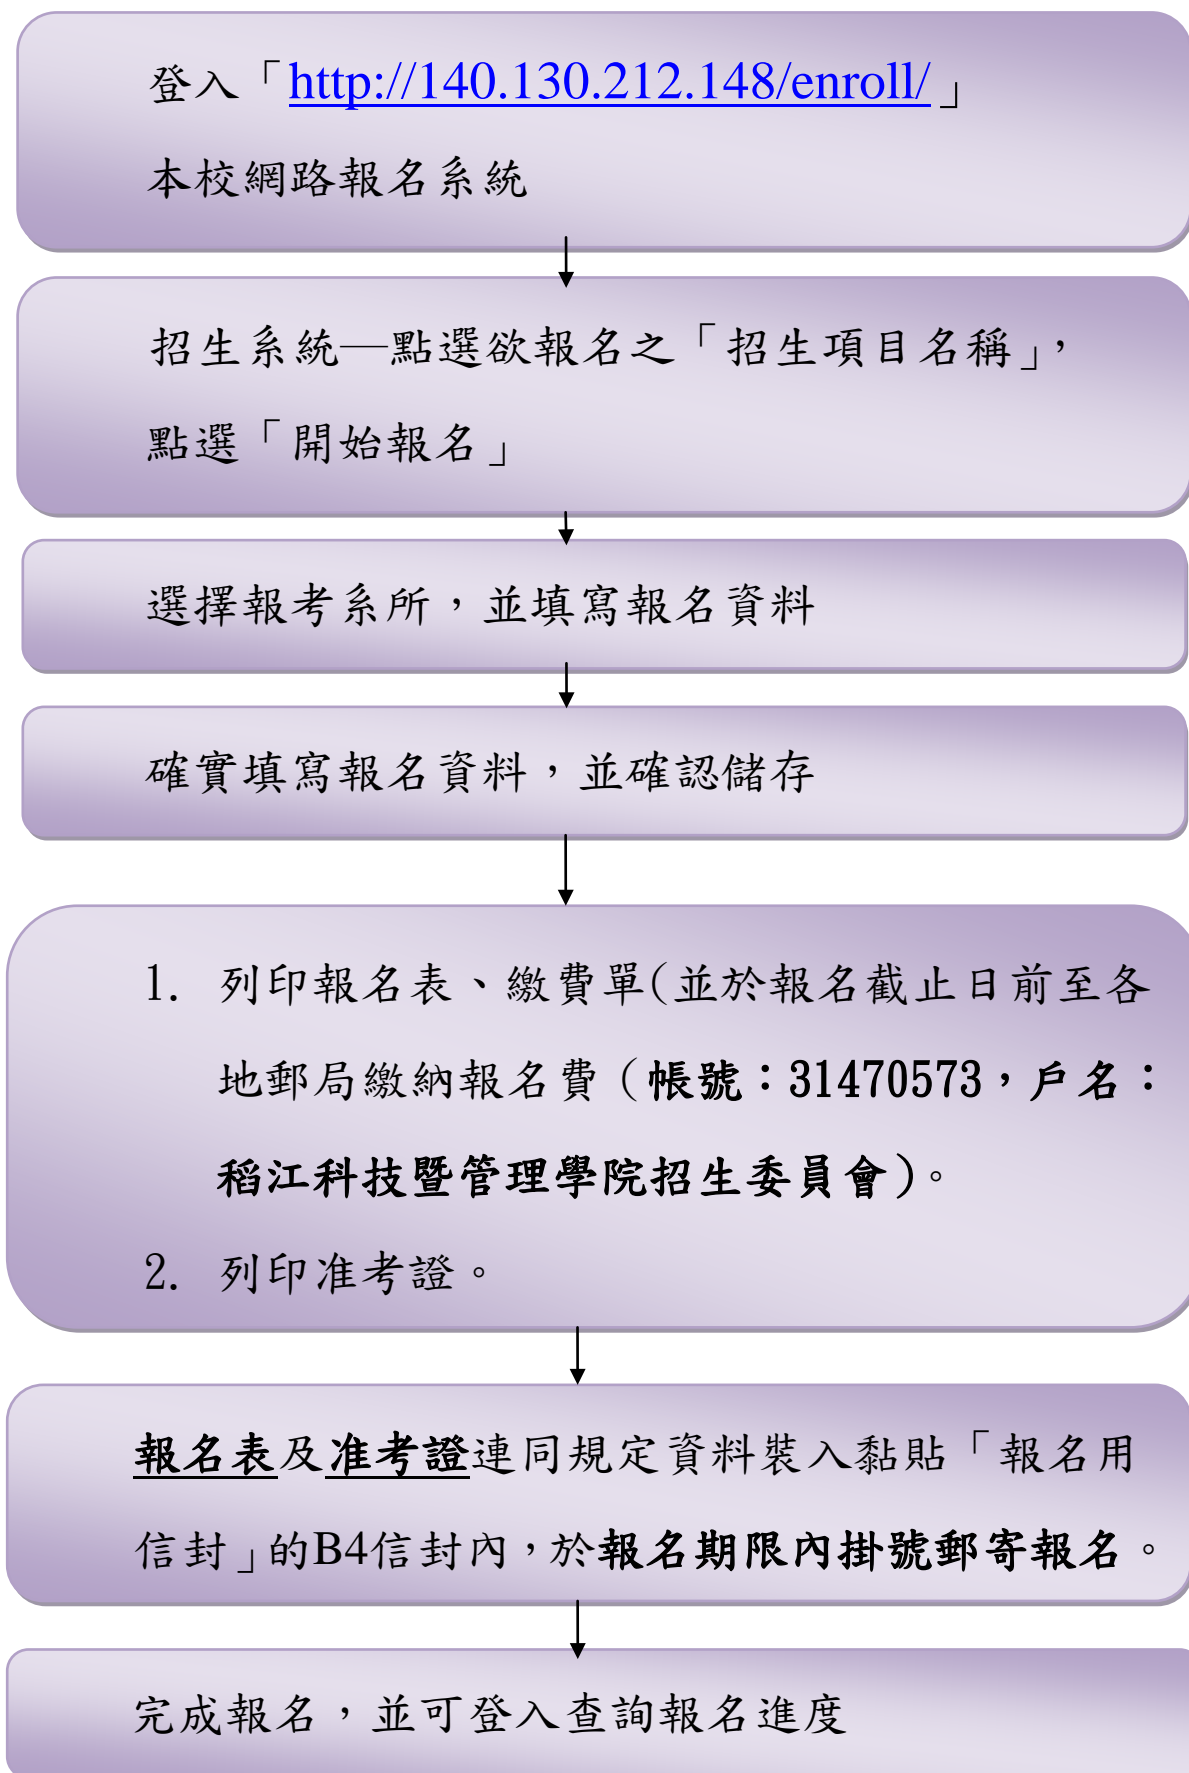 登入「http://140.130.212.148/enroll/」
本校網路報名系統
招生系統—點選欲報名之「招生項目名稱」，
點選「開始報名」
選擇報考系所，並填寫報名資料
確實填寫報名資料，並確認儲存
1. 列印報名表、繳費單(並於報名截止日前至各
地郵局繳納報名費（帳號：31470573，戶名：
稻江科技暨管理學院招生委員會)。
2. 列印准考證。
報名表及准考證連同規定資料裝入黏貼「報名用
信封」的B4信封內，於報名期限內掛號郵寄報名。
完成報名，並可登入查詢報名進度